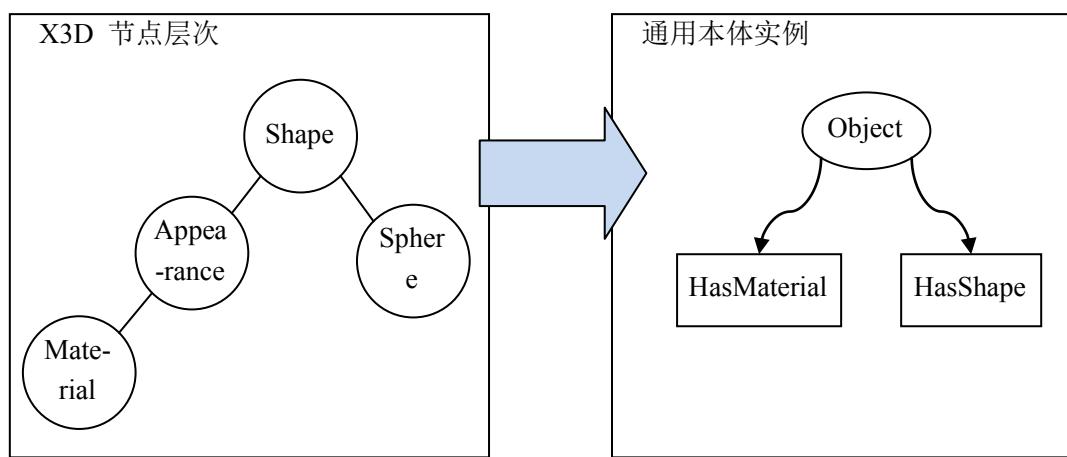 X3D 节点层次
Shape
Appea-
-rance
Spher
e
Mate-
rial
通用本体实例
Object
HasMaterial
HasShape